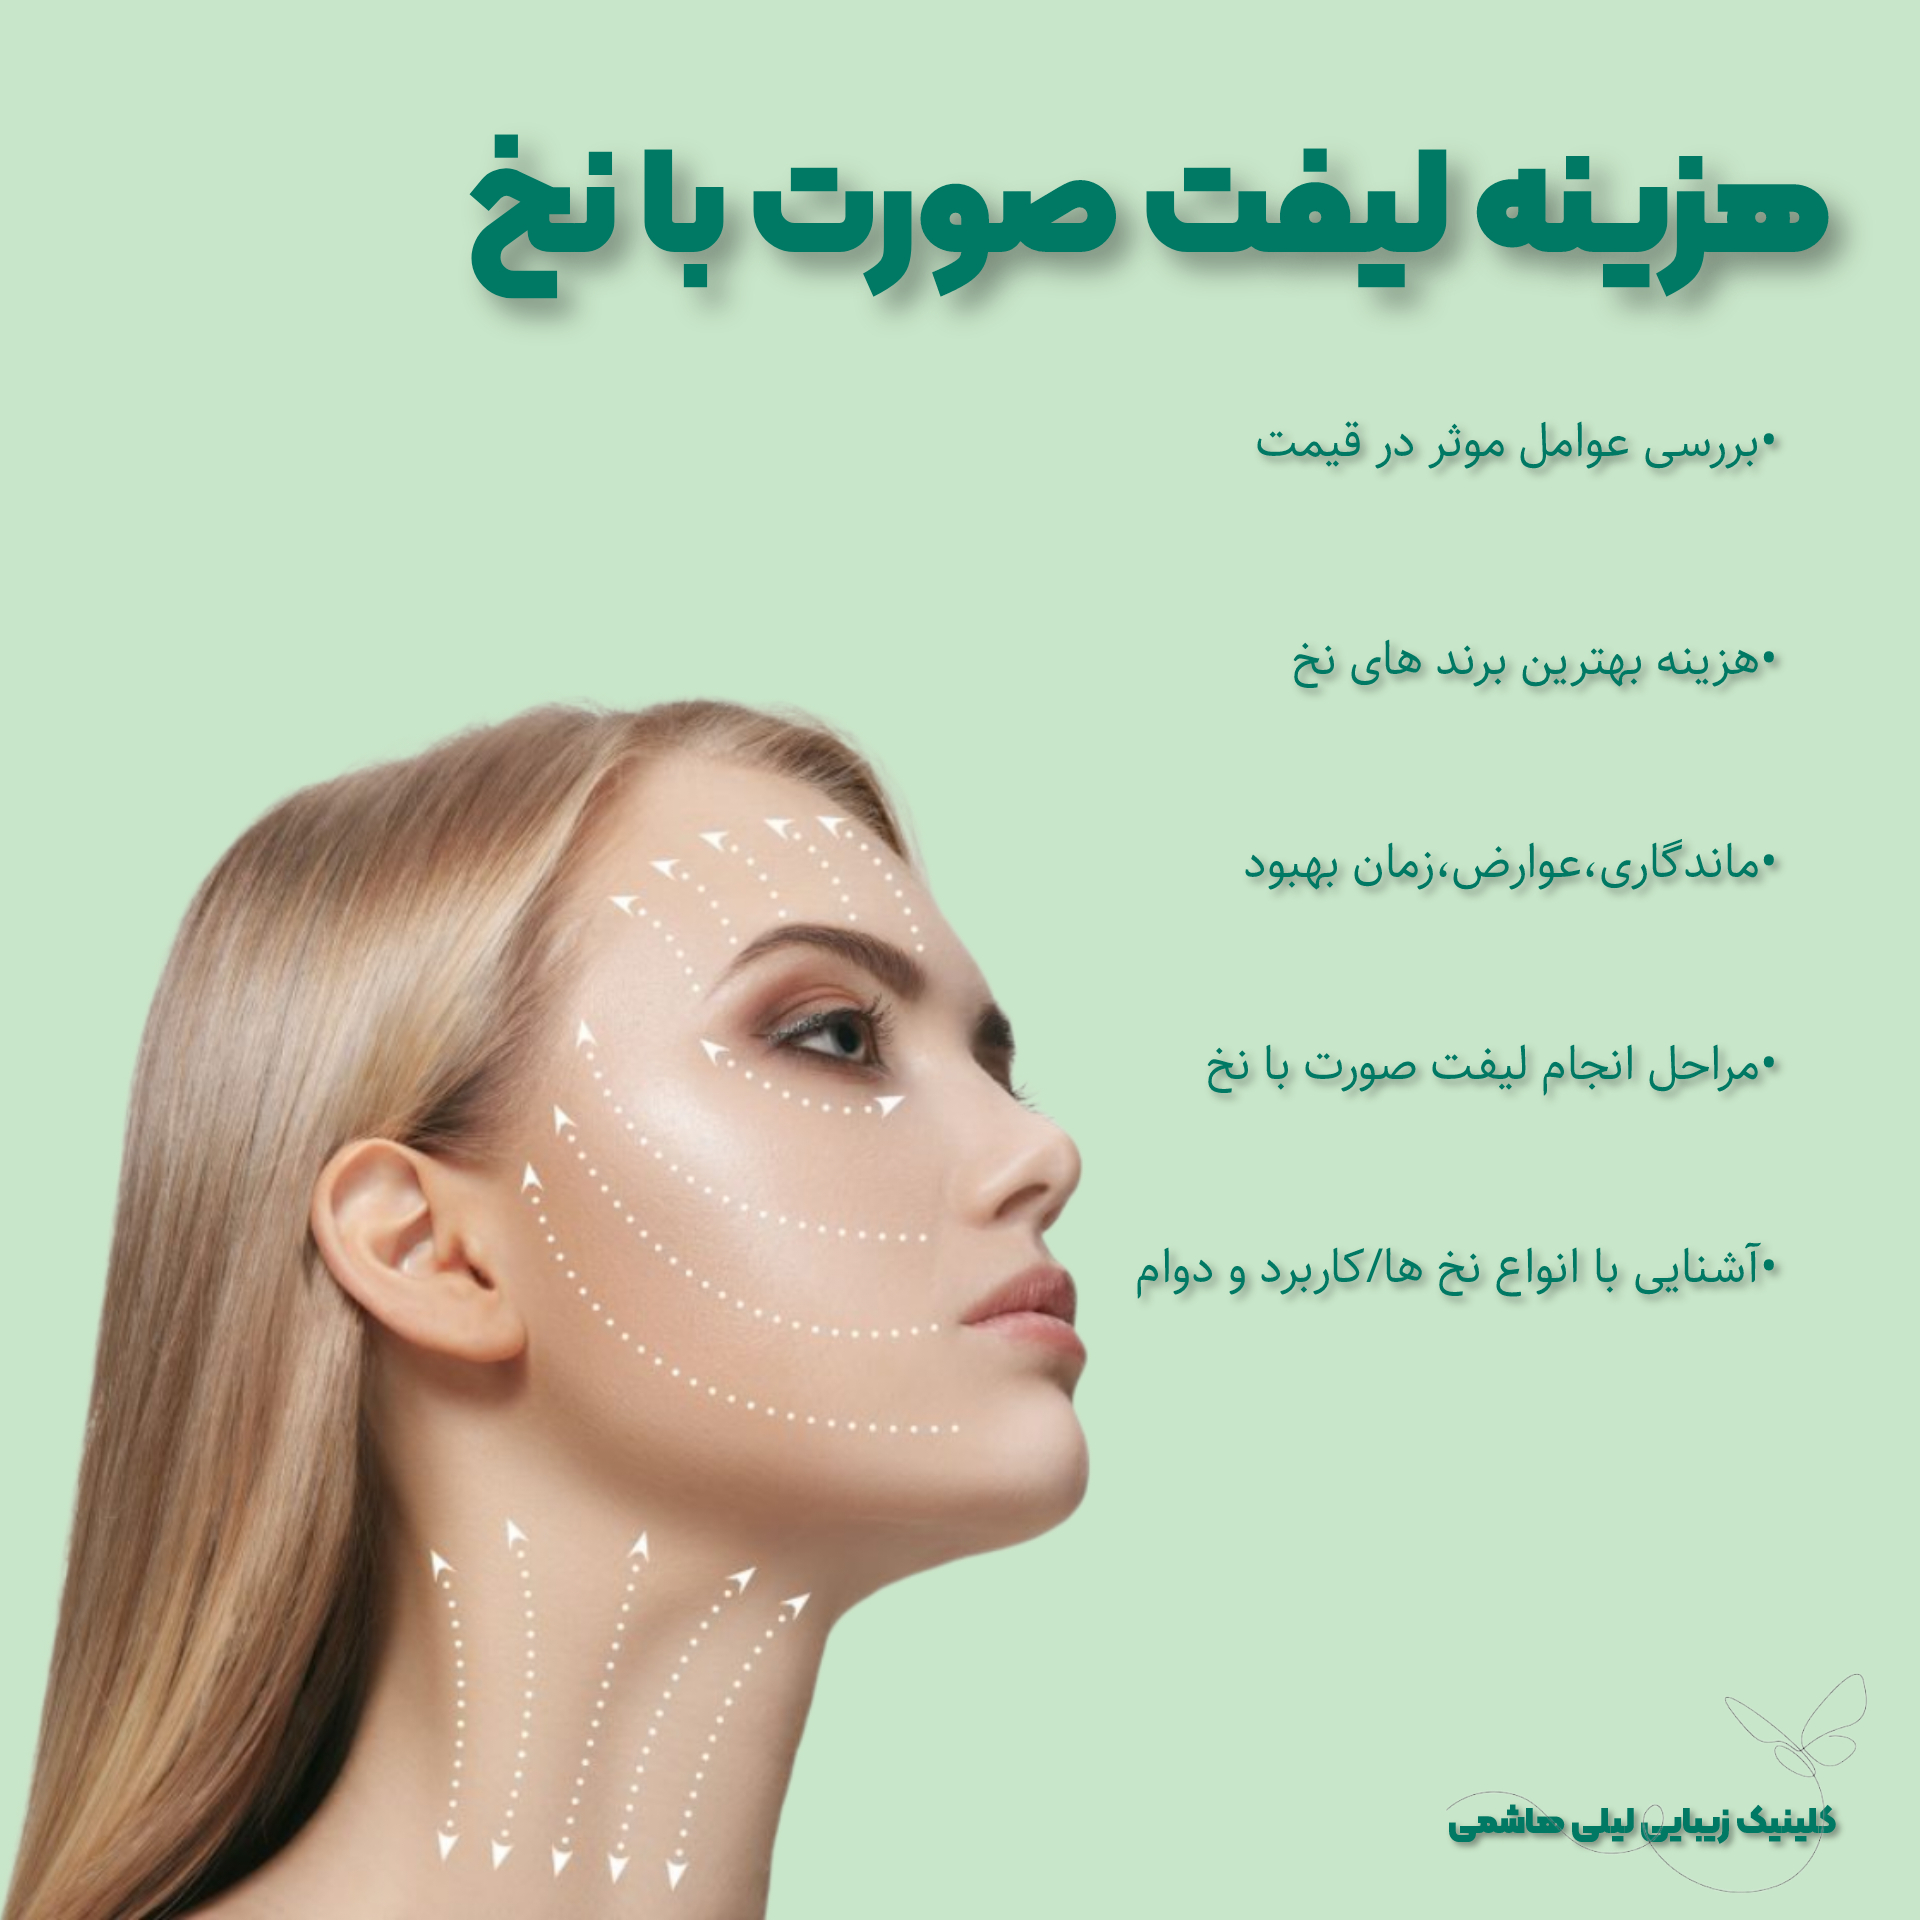 هزینه لیفت صورت با نخ
•بررسی عوامل موثر در قیمت
•هزینه بهترین برند های نخ
•ماندگاری،عوارض،زمان بهبود
•مراحل انجام لیفت صورت با نخ
•آشنایی با انواع نخ ها/کاربرد و دوام
کلینیک زیبایی لیلی هاشمی